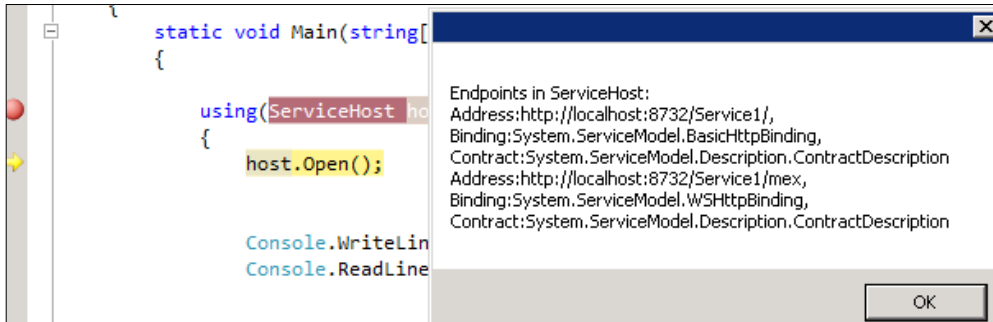 {
static void Main(string[
{
using(ServiceHost ho
{
host.Open();
Console.WriteLin
Console.ReadLine
Endpoints in ServiceHost:
Address:http://localhost:8732/Service1/,
Binding:System.ServiceModel.BasicHttpBinding,
Contract:System.ServiceModel.Description.ContractDescription
Address:http://localhost:8732/Service1/mex,
Binding:System.ServiceModel.WSHttpBinding,
Contract:System.ServiceModel.Description.ContractDescription
OK